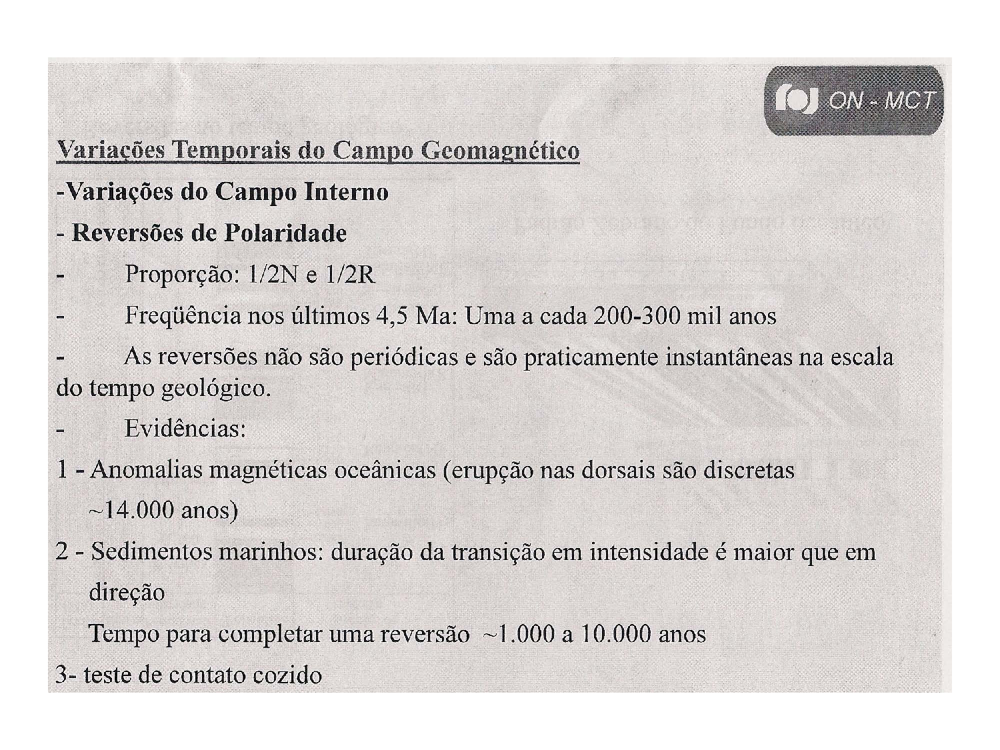 ON - MCT
Variações Temporais do Campo Geomagnético
-Variações do Campo Interno
- Reversões de Polaridade
- Proporção: 1/2N e 1/2R
- Freqüência nos últimos 4,5 Ma: Uma a cada 200-300 mil anos
- As reversões não são periódicas e são praticamente instantâneas na escala
do tempo geológico.
- Evidências:
1 - Anomalias magnéticas oceânicas (erupção nas dorsais são discretas
~14.000 anos)
2 - Sedimentos marinhos: duração da transição em intensidade é maior que em
direção
Tempo para completar uma reversão ~1.000 a 10.000 anos
3- teste de contato cozido